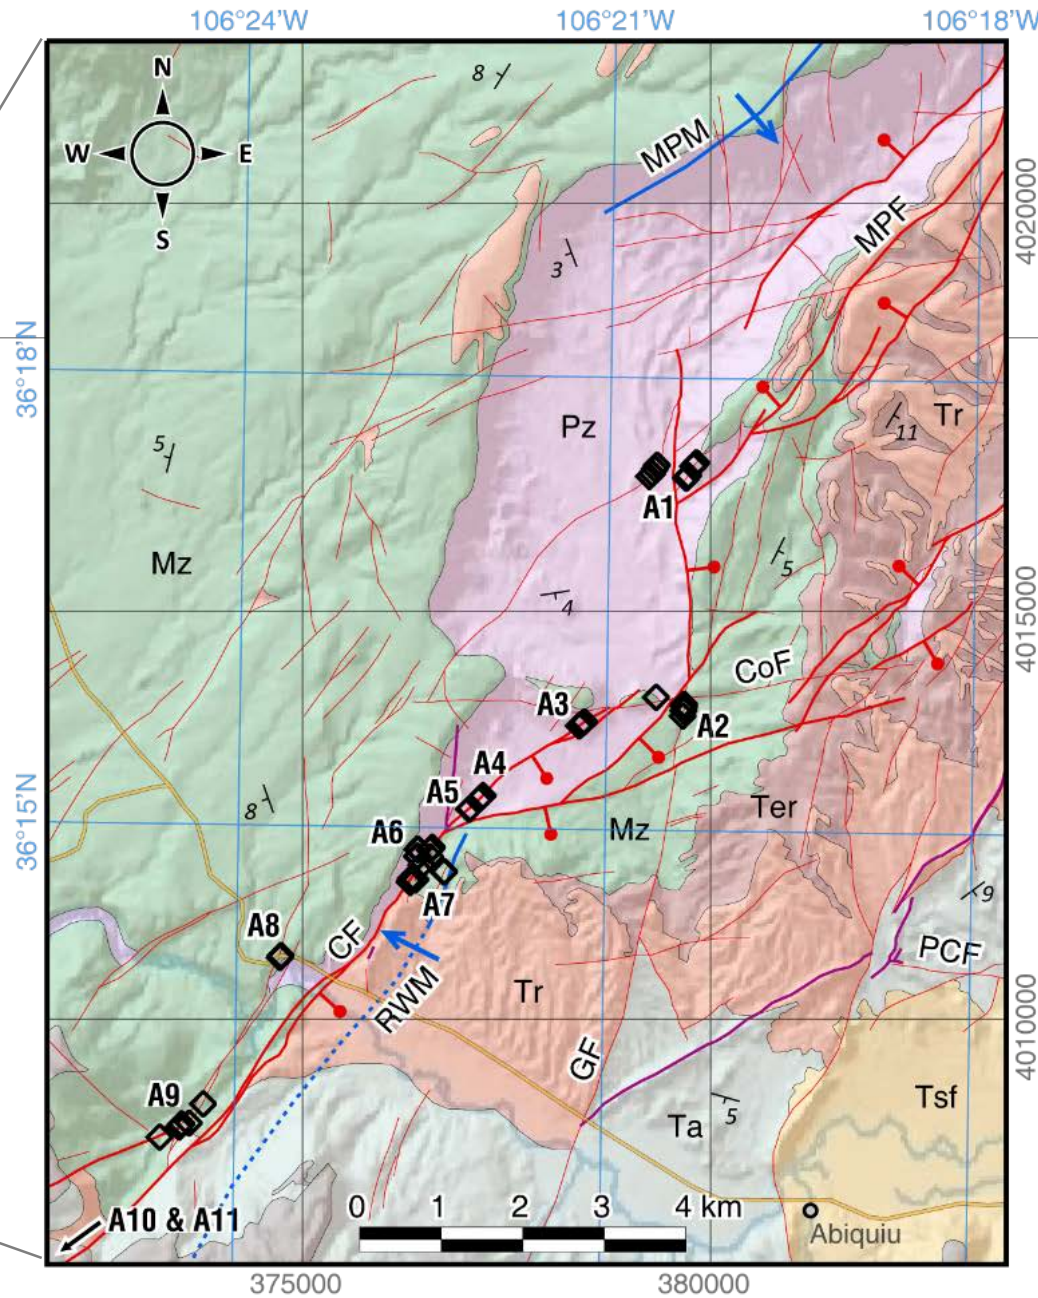 106°24'W 106°21'W 106°18'W
N
W E
S
8
MPM
MPF
4020000
3
36°18'N
Pz
Tr
11
5
A1
Mz
5
4
4015000
CoF
A3
A2
A4
A5
8
36°15'N
A6
Mz
Ter
A7
9
A8
CF
PCF
RWM
Tr
4010000
GF
A9
Ta
5
Tsf
0 1 2 3 4 km
A10 & A11
Abiquiu
375000 380000